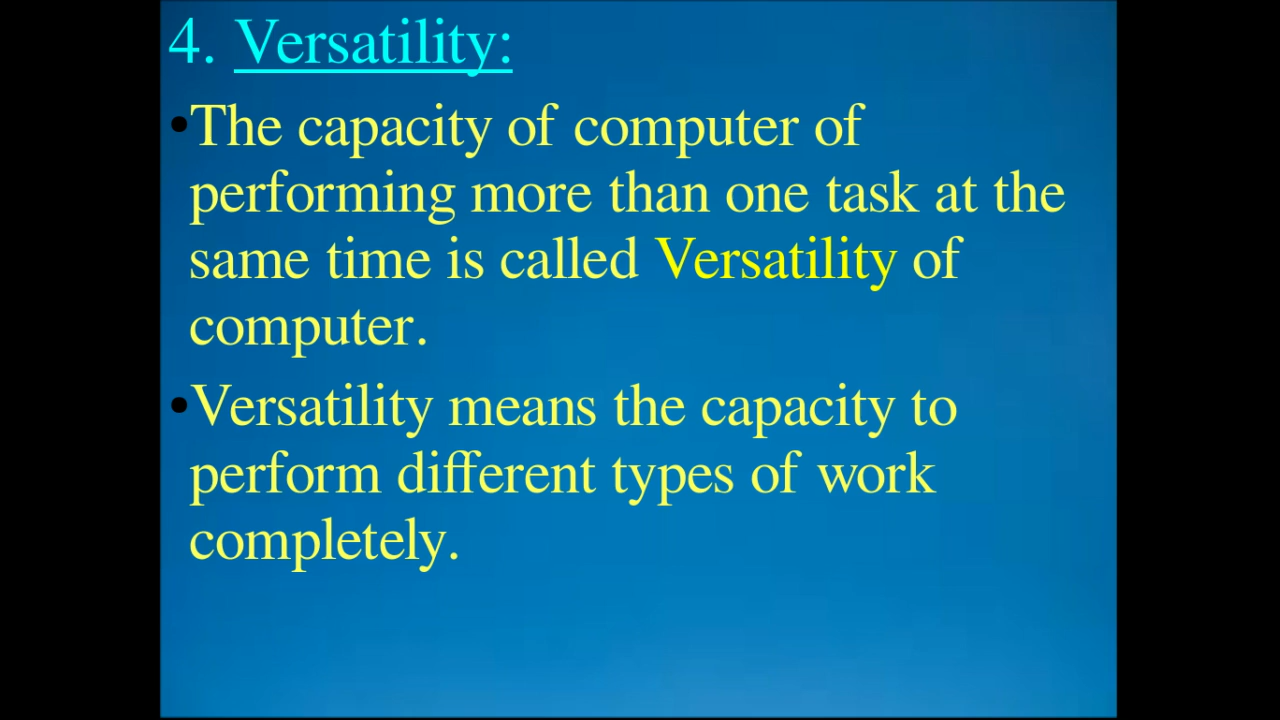 4. Versatility:
•The capacity of computer of
performing more than one task at the
same time is called Versatility of
computer.
•Versatility means the capacity to
perform different types of work
completely.